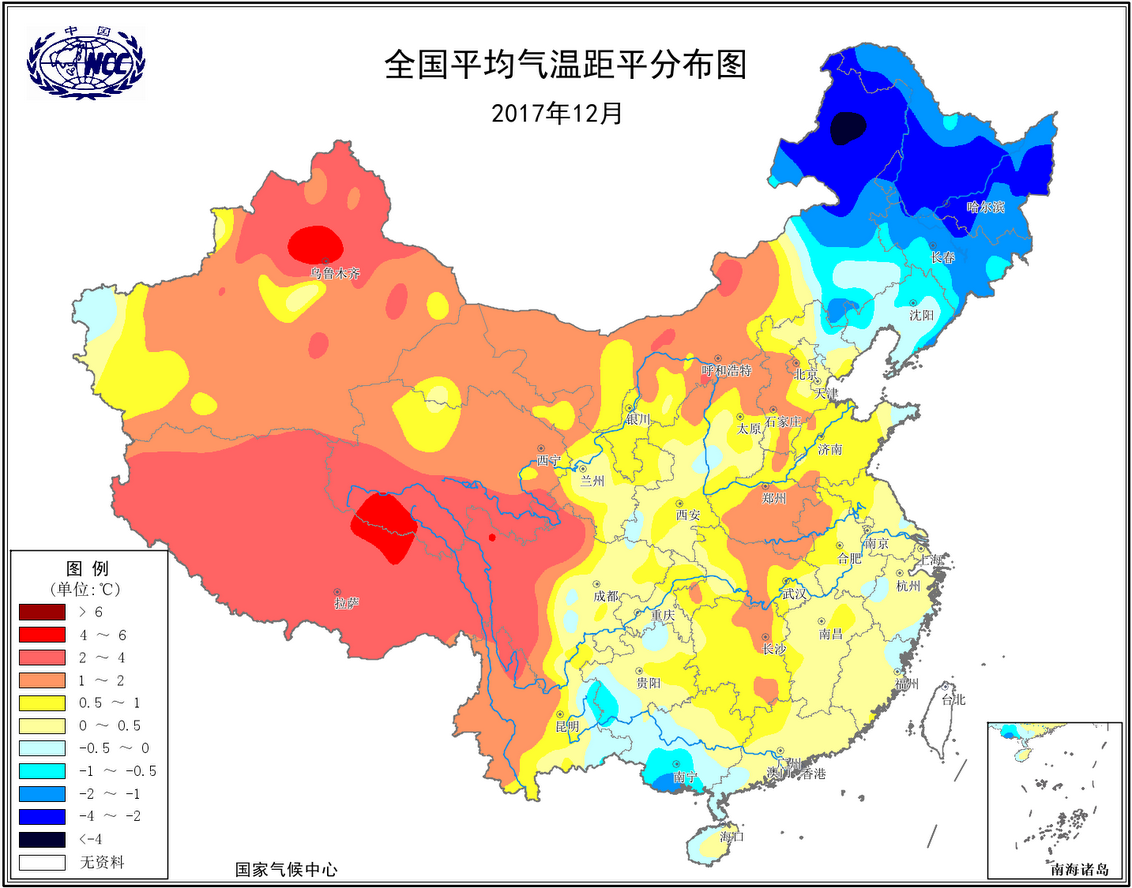 中国
NCC
全国平均气温距平分布图
2017年12月
哈尔滨
长春
乌鲁木齐
沈阳
呼和浩特
北京
天津
银川
太原
石家庄
济南
西宁
兰州
郑州
西安
南京
合肥
上海
成都
杭州
武汉
拉萨
重庆
南昌
长沙
贵阳
福州
台北
昆明
广州
南宁
澳门
香港
海口
图 例
(单位:℃)
> 6
4 ~ 6
2 ~ 4
1 ~ 2
0.5 ~ 1
0 ~ 0.5
-0.5 ~ 0
-1 ~ -0.5
-2 ~ -1
-4 ~ -2
<-4
无资料
国家气候中心
南海诸岛